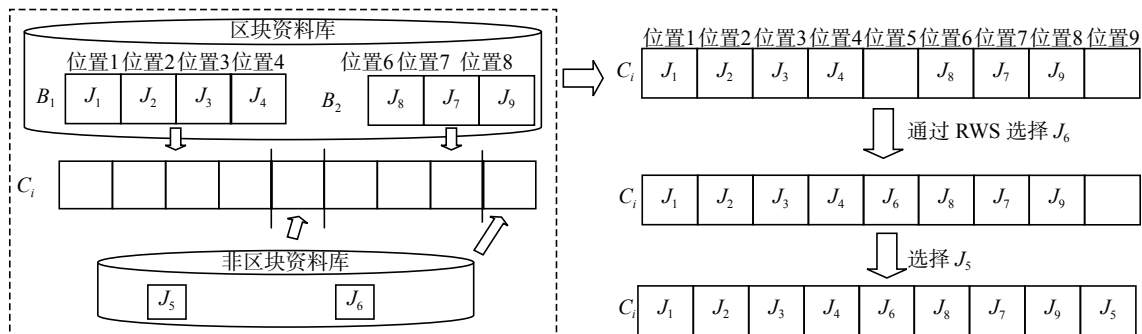 区块资料库
位置1 位置2 位置3 位置4
B₁ J₁ J₂ J₃ J₄
位置6 位置7 位置8
B₂ J₈ J₇ J₉
Cᵢ
非区块资料库
J₅ J₆
位置1 位置2 位置3 位置4 位置5 位置6 位置7 位置8 位置9
Cᵢ J₁ J₂ J₃ J₄ J₈ J₇ J₉
通过 RWS 选择 J₆
Cᵢ J₁ J₂ J₃ J₄ J₆ J₈ J₇ J₉
选择 J₅
Cᵢ J₁ J₂ J₃ J₄ J₆ J₈ J₇ J₉ J₅